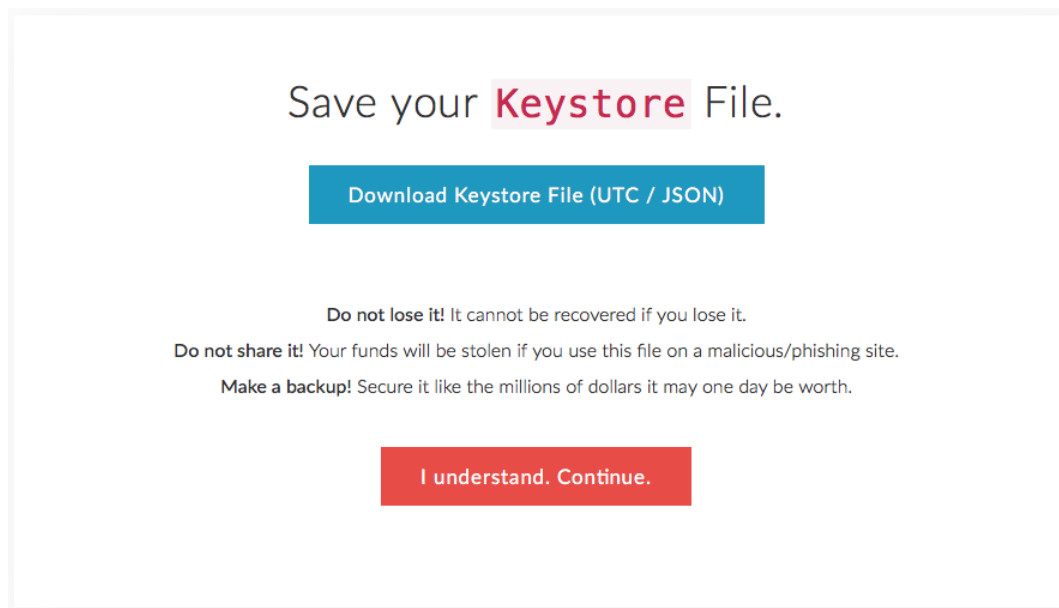 Save your Keystore File.
Download Keystore File (UTC / JSON)
Do not lose it! It cannot be recovered if you lose it.
Do not share it! Your funds will be stolen if you use this file on a malicious/phishing site.
Make a backup! Secure it like the millions of dollars it may one day be worth.
I understand. Continue.